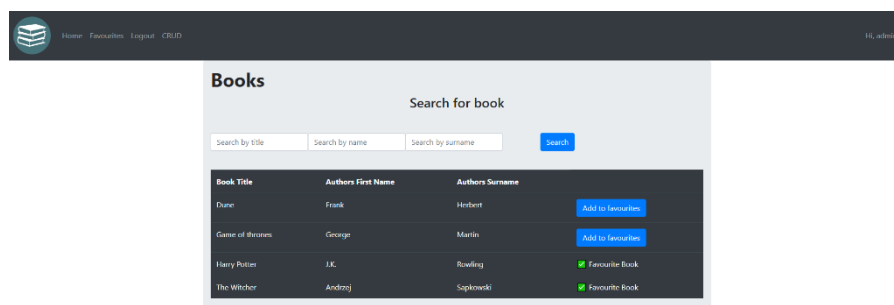 Home Favourites Logout CRUD Hi, admi
Books
Search for book
Search by title Search by name Search by surname Search
Book Title Authors First Name Authors Surname
Dune Frank Herbert Add to favourites
Game of thrones George Martin Add to favourites
Harry Potter J.K. Rowling ✅ Favourite Book
The Witcher Andrzej Sapkowski ✅ Favourite Book